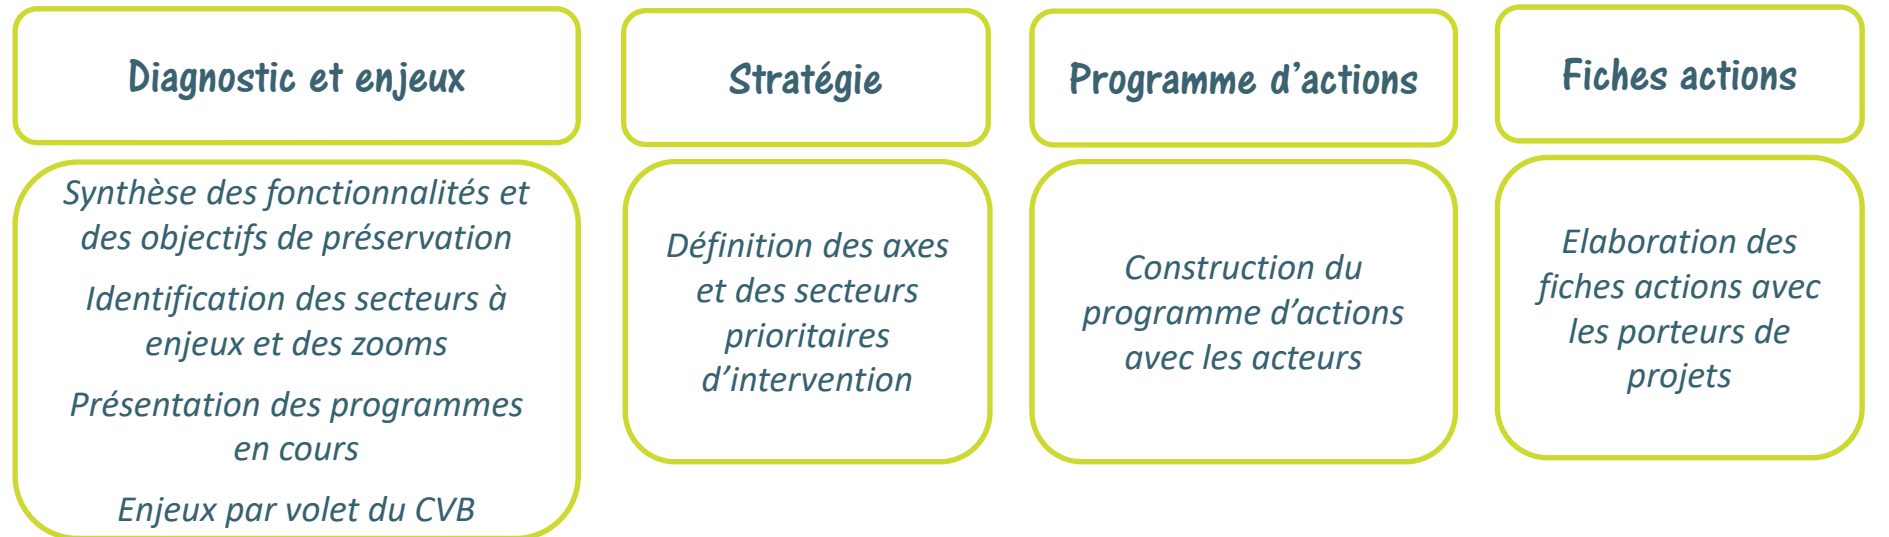 Diagnostic et enjeux
Synthèse des fonctionnalités et
des objectifs de préservation
Identification des secteurs à
enjeux et des zooms
Présentation des programmes
en cours
Enjeux par volet du CVB
Stratégie
Définition des axes
et des secteurs
prioritaires
d’intervention
Programme d’actions
Construction du
programme d’actions
avec les acteurs
Fiches actions
Elaboration des
fiches actions avec
les porteurs de
projets